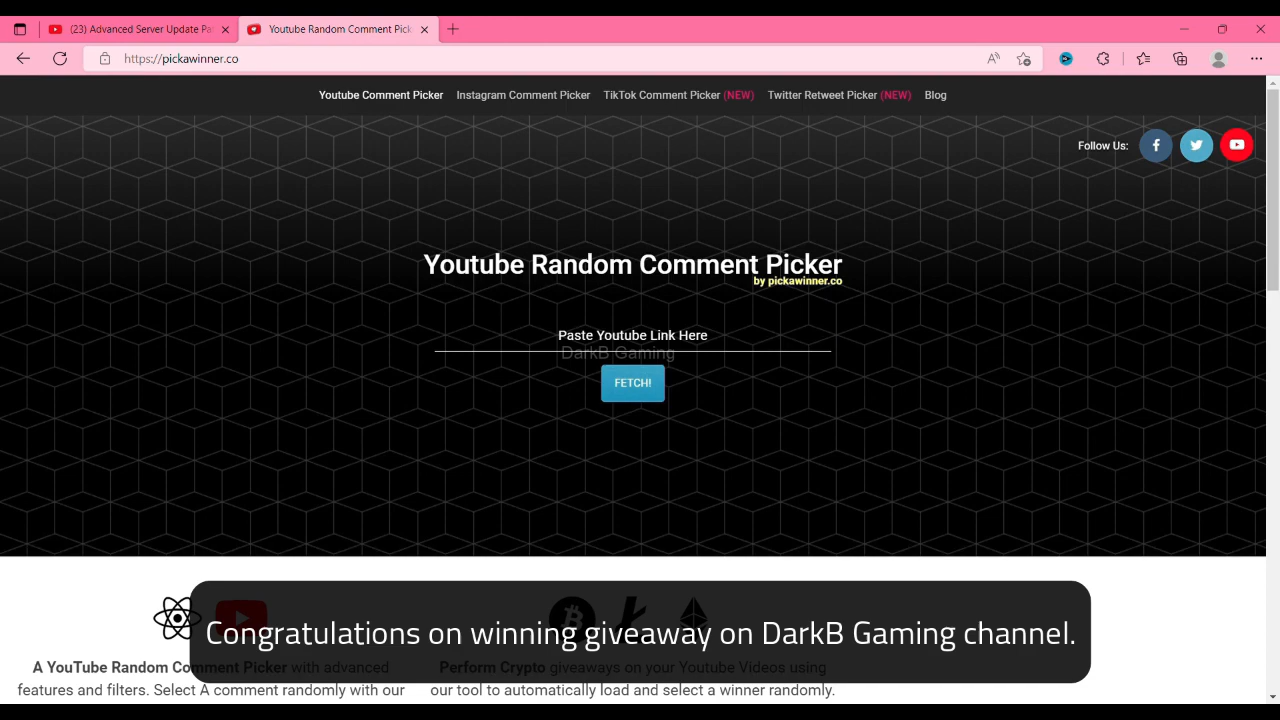 (23) Advanced Server Update Pa
Youtube Random Comment Pick
https://pickawinner.co
Youtube Comment Picker Instagram Comment Picker TikTok Comment Picker (NEW) Twitter Retweet Picker (NEW) Blog
Follow Us:
Youtube Random Comment Picker
by pickawinner.co
Paste Youtube Link Here
DarkB Gaming
FETCH!
Congratulations on winning giveaway on DarkB Gaming channel.
A YouTube Random Comment Picker with advanced
features and filters. Select A comment randomly with our
Perform Crypto giveaways on your Youtube Videos using
our tool to automatically load and select a winner randomly.